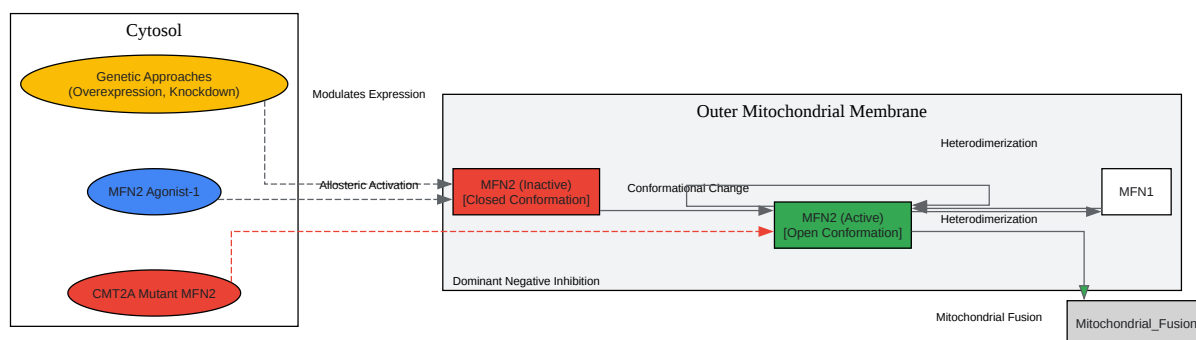 Cytosol
Genetic Approaches
(Overexpression, Knockdown)
Modulates Expression
Outer Mitochondrial Membrane
Heterodimerization
MFN2 Agonist-1
Allosteric Activation
MFN2 (Inactive)
[Closed Conformation]
Conformational Change
MFN1
MFN2 (Active)
[Open Conformation]
Heterodimerization
CMT2A Mutant MFN2
Dominant Negative Inhibition
Mitochondrial Fusion
Mitochondrial_Fusion